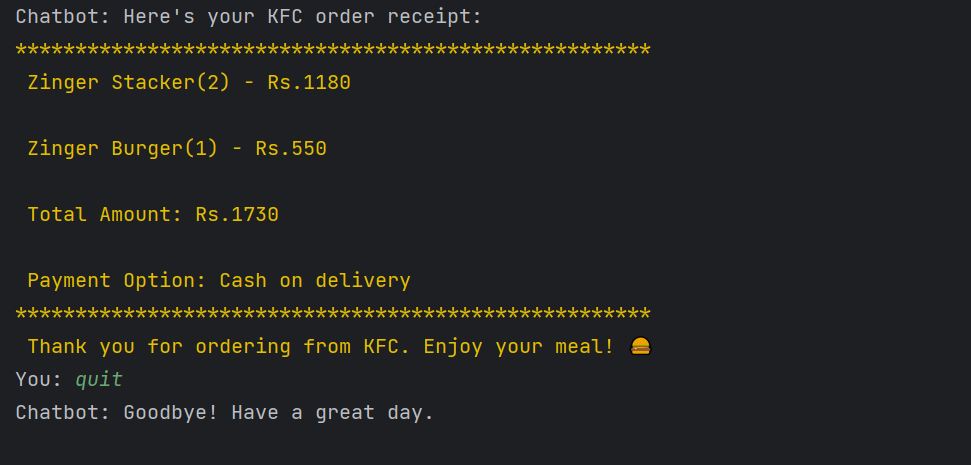 Chatbot: Here's your KFC order receipt:
*****************************************************
Zinger Stacker(2) - Rs.1180
Zinger Burger(1) - Rs.550
Total Amount: Rs.1730
Payment Option: Cash on delivery
*****************************************************
Thank you for ordering from KFC. Enjoy your meal! 🍔
You: quit
Chatbot: Goodbye! Have a great day.